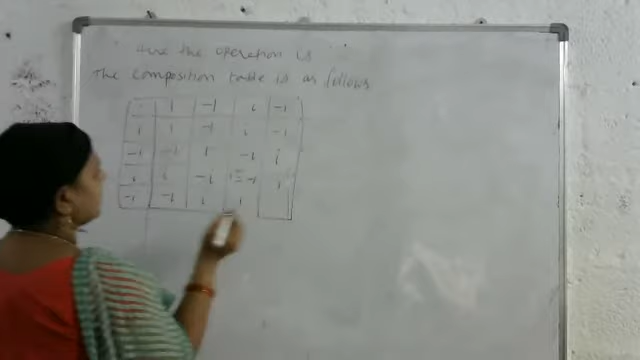 the operation is
The composition table is as follows
. 1 -1 i -i
1 1 -1 i -i
-1 -1 1 -i i
i i -i i²=-1 1
-i -i i 1